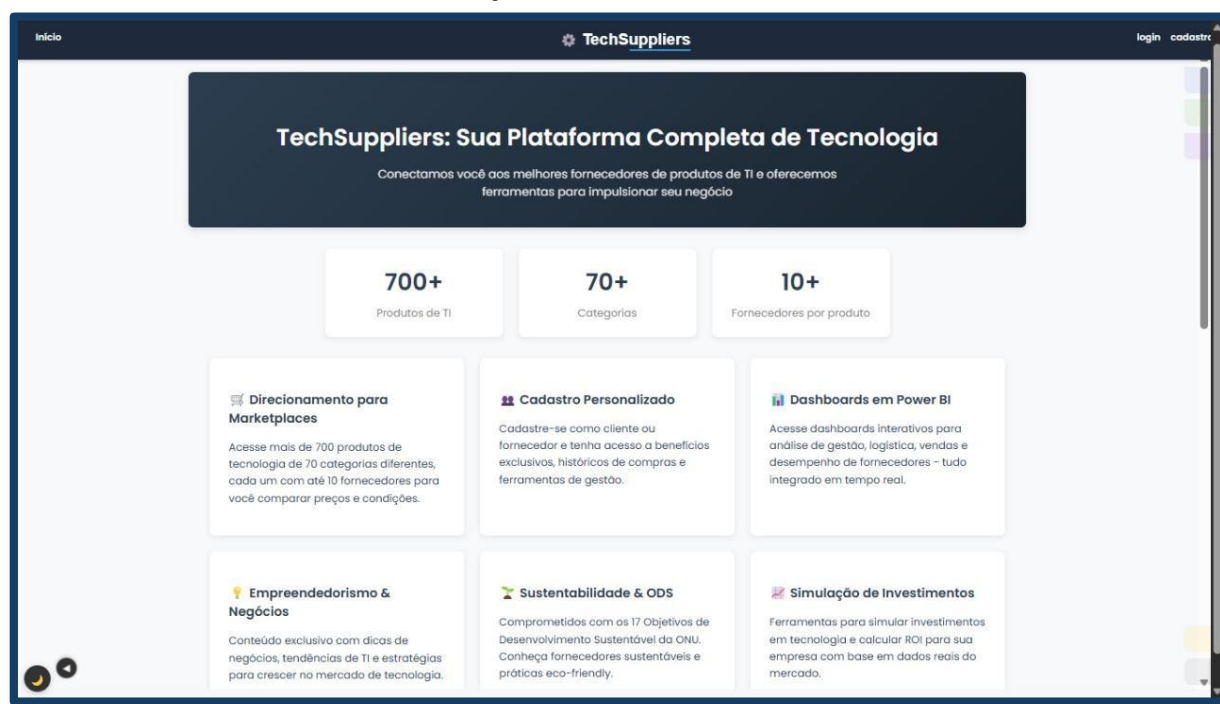 Início
TechSuppliers
login cadastro
TechSuppliers: Sua Plataforma Completa de Tecnologia
Conectamos você aos melhores fornecedores de produtos de TI e oferecemos
ferramentas para impulsionar seu negócio
700+
Produtos de TI
70+
Categorias
10+
Fornecedores por produto
Direcionamento para
Marketplaces
Acesse mais de 700 produtos de
tecnologia de 70 categorias diferentes,
cada um com até 10 fornecedores para
você comparar preços e condições.
Cadastro Personalizado
Cadastre-se como cliente ou
fornecedor e tenha acesso a benefícios
exclusivos, históricos de compras e
ferramentas de gestão.
Dashboards em Power BI
Acesse dashboards interativos para
análise de gestão, logística, vendas e
desempenho de fornecedores - tudo
integrado em tempo real.
Empreendedorismo &
Negócios
Conteúdo exclusivo com dicas de
negócios, tendências de TI e estratégias
para crescer no mercado de tecnologia.
Sustentabilidade & ODS
Comprometidos com os 17 Objetivos de
Desenvolvimento Sustentável da ONU.
Conheça fornecedores sustentáveis e
práticas eco-friendly.
Simulação de Investimentos
Ferramentas para simular investimentos
em tecnologia e calcular ROI para sua
empresa com base em dados reais do
mercado.